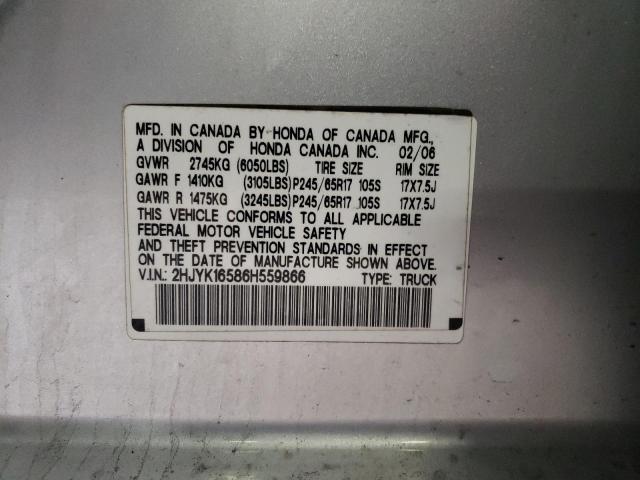 MFD. IN CANADA BY HONDA OF CANADA MFG.,
A DIVISION OF HONDA CANADA INC. 02/06
GVWR 2745KG (6050LBS) TIRE SIZE RIM SIZE
GAWR F 1410KG (3105LBS)P245/65R17 105S 17X7.5J
GAWR R 1475KG (3245LBS)P245/65R17 105S 17X7.5J
THIS VEHICLE CONFORMS TO ALL APPLICABLE
FEDERAL MOTOR VEHICLE SAFETY
AND THEFT PREVENTION STANDARDS IN EFFECT
ON THE DATE OF MANUFACTURE SHOWN ABOVE.
V.I.N.: 2HJYK16586H559866 TYPE: TRUCK